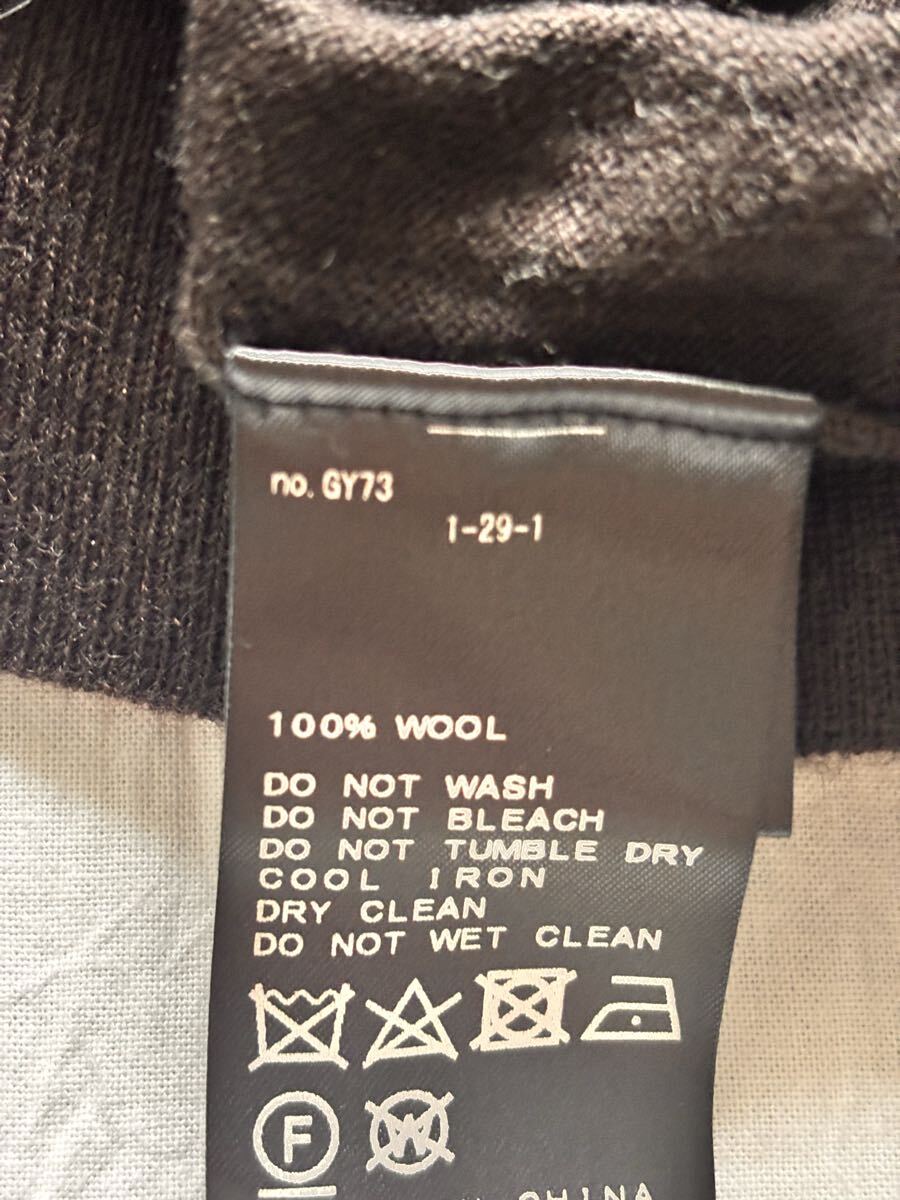 no. GY73
1-29-1
100% WOOL
DO NOT WASH
DO NOT BLEACH
DO NOT TUMBLE DRY
COOL IRON
DRY CLEAN
DO NOT WET CLEAN
F W
CHINA